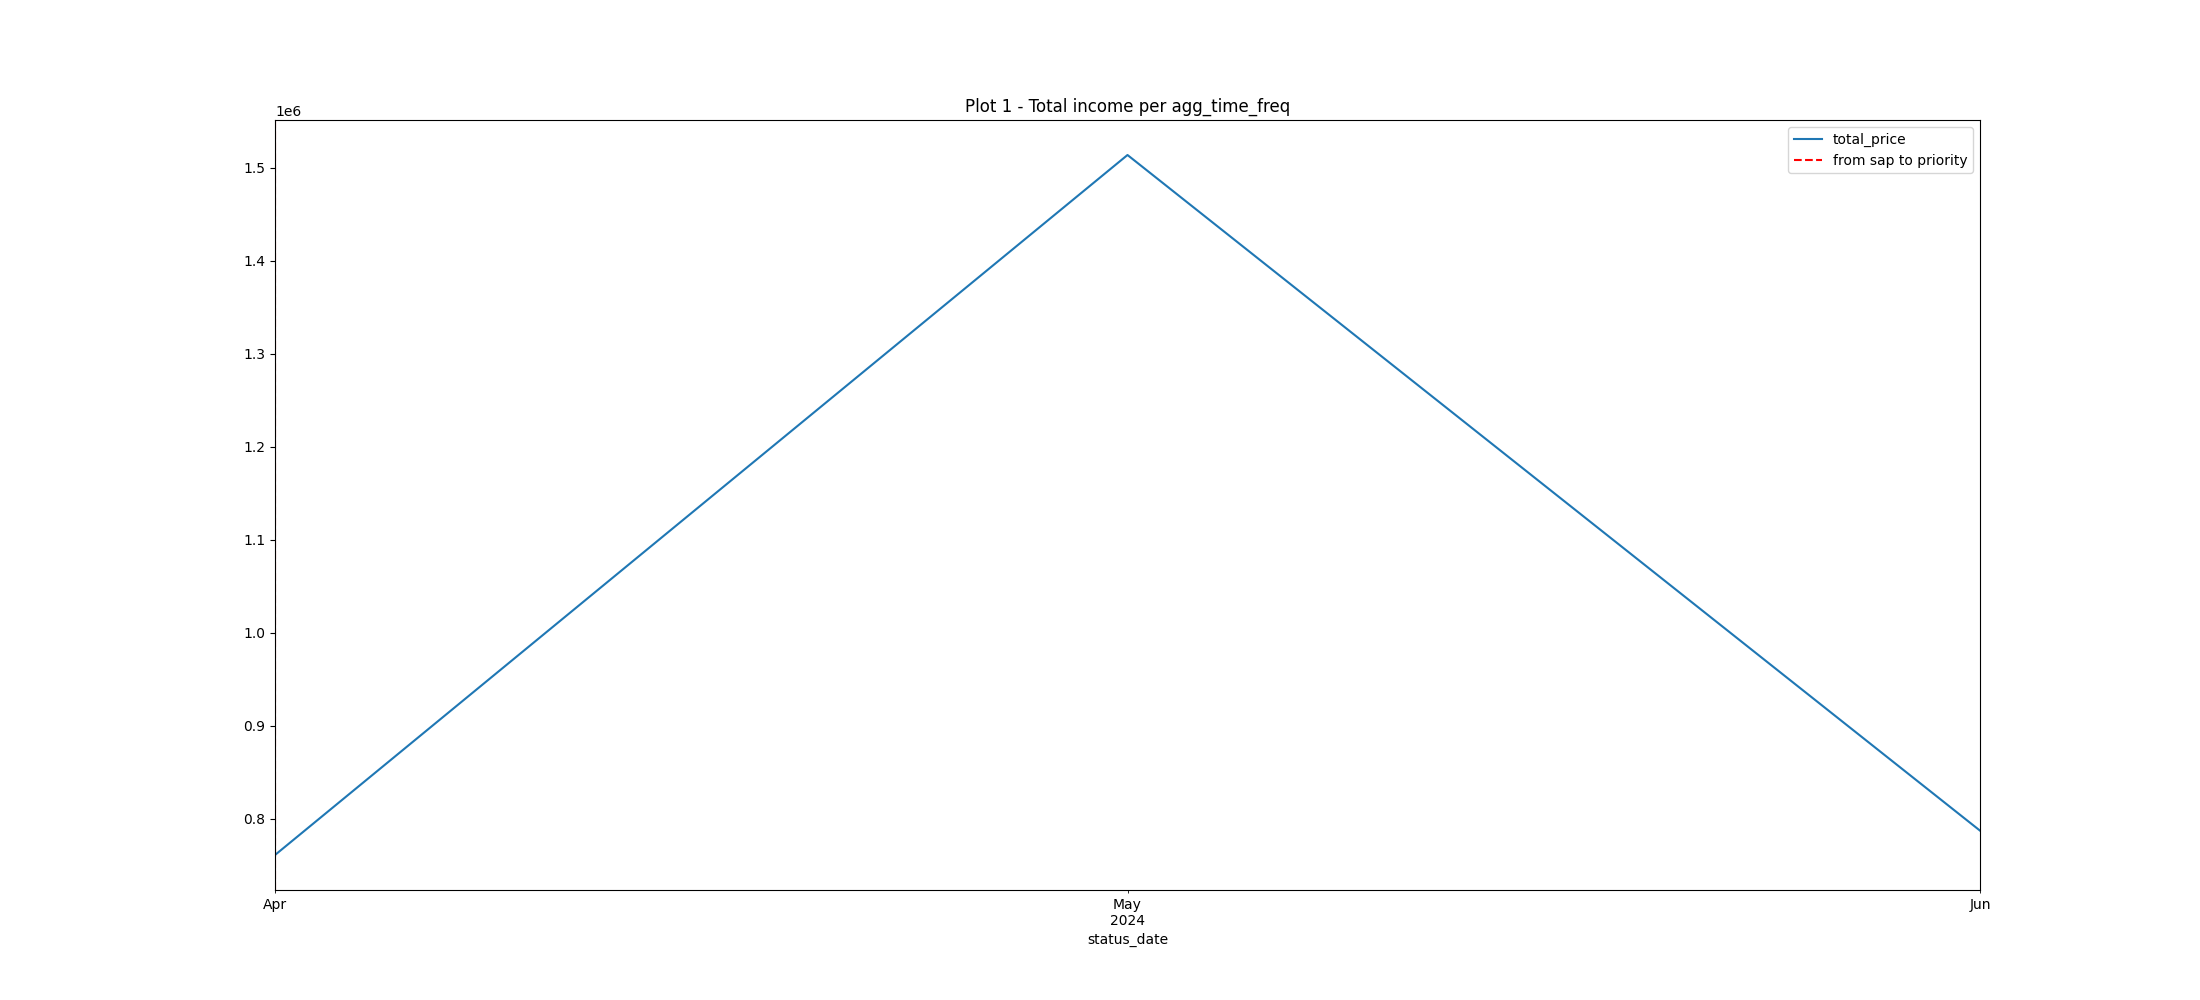 Plot 1 - Total income per agg_time_freq
1e6
total_price
from sap to priority
1.5
1.4
1.3
1.2
1.1
1.0
0.9
0.8
Apr
May
Jun
2024
status_date